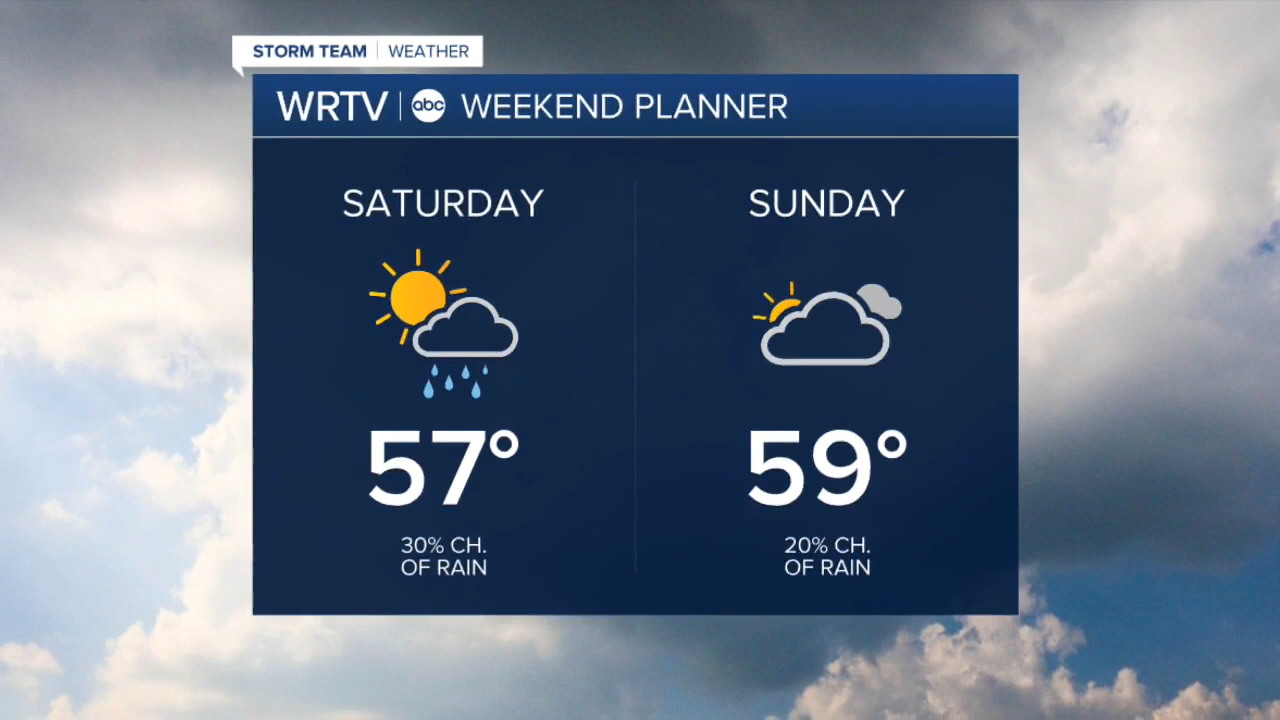 STORM TEAM | WEATHER
WRTV | abc WEEKEND PLANNER
SATURDAY
57°
30% CH.
OF RAIN
SUNDAY
59°
20% CH.
OF RAIN